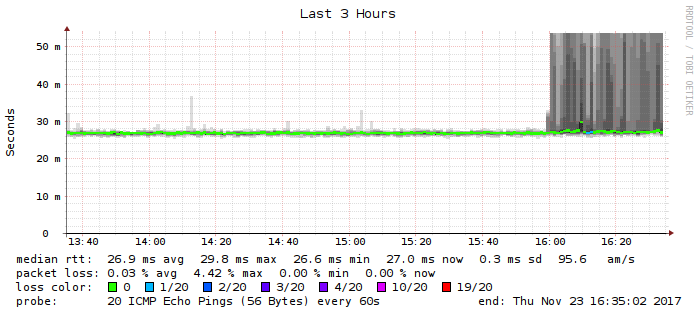 Last 3 Hours
RRDTOOL / TOBI OETIKER
Seconds
50 m
40 m
30 m
20 m
10 m
0
13:40 14:00 14:20 14:40 15:00 15:20 15:40 16:00 16:20
median rtt: 26.9 ms avg 29.8 ms max 26.6 ms min 27.0 ms now 0.3 ms sd 95.6 am/s
packet loss: 0.03 % avg 4.42 % max 0.00 % min 0.00 % now
loss color: 0 1/20 2/20 3/20 4/20 10/20 19/20
probe: 20 ICMP Echo Pings (56 Bytes) every 60s end: Thu Nov 23 16:35:02 2017